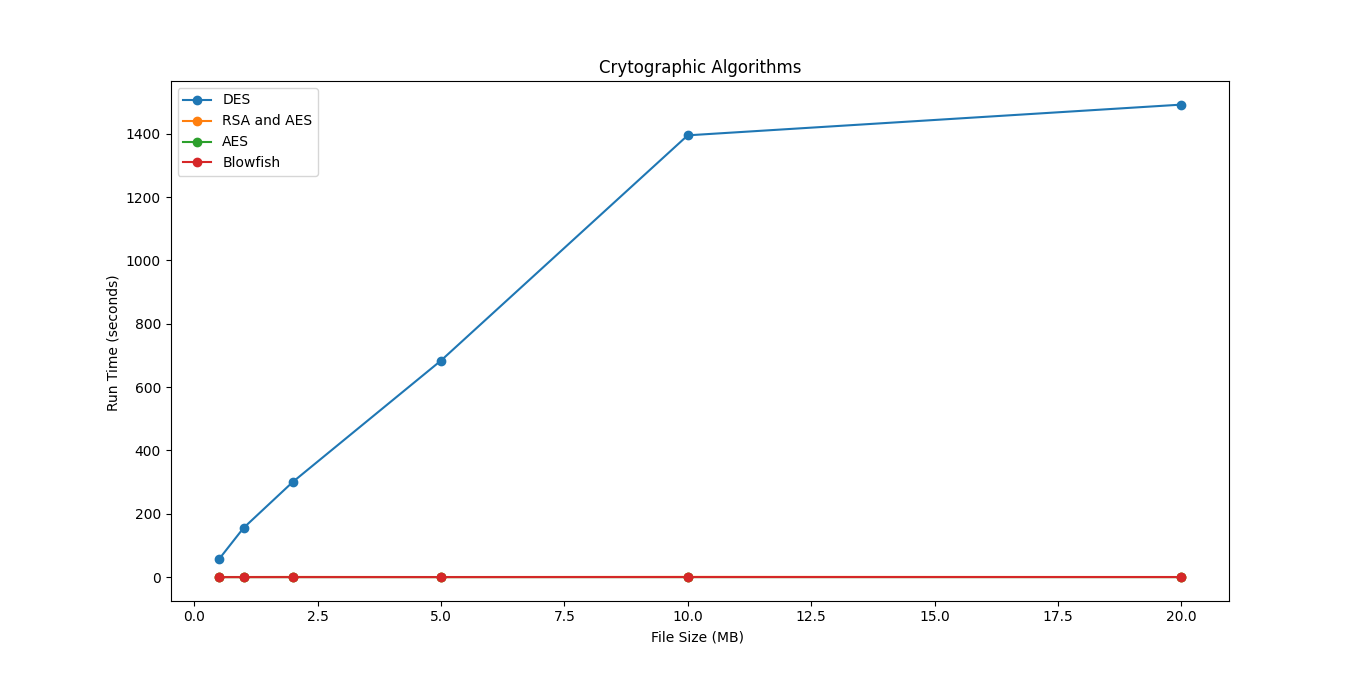 Crytographic Algorithms
DES
RSA and AES
AES
Blowfish
1400
1200
1000
800
600
400
200
0
Run Time (seconds)
0.0 2.5 5.0 7.5 10.0 12.5 15.0 17.5 20.0
File Size (MB)